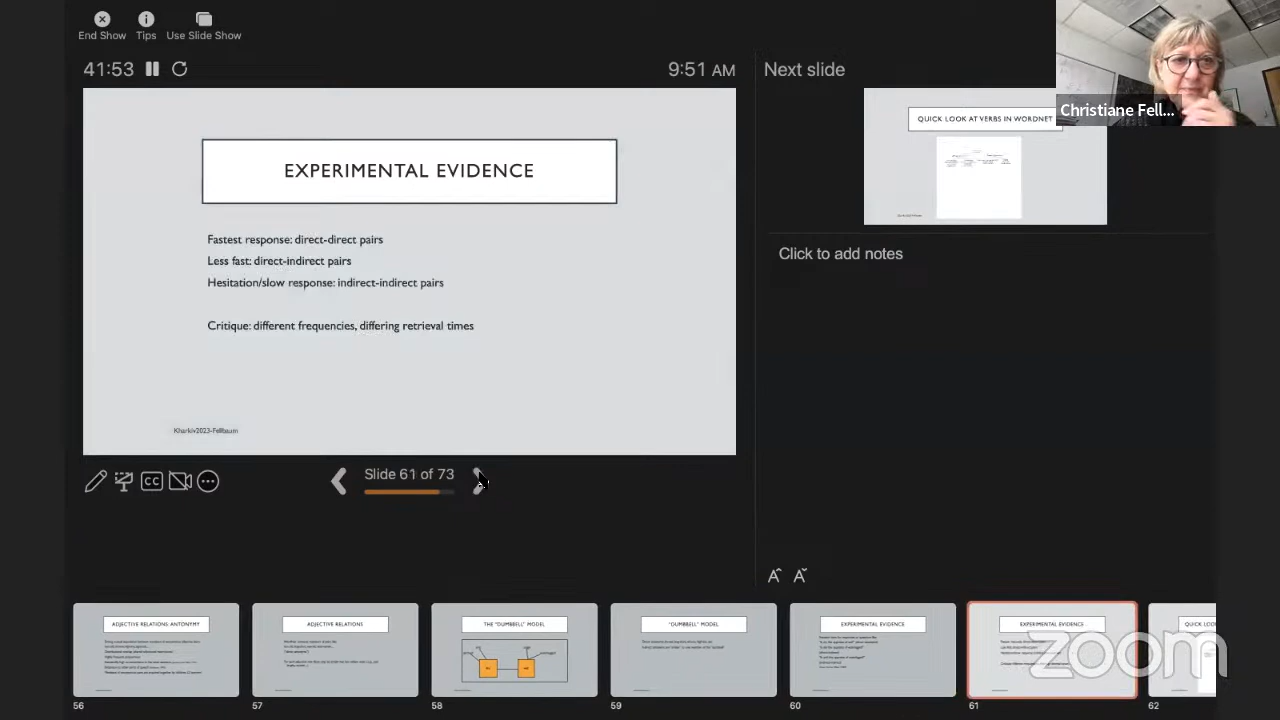 End Show
Tips
Use Slide Show
41:53
9:51 AM
Next slide
Christiane Fell...
EXPERIMENTAL EVIDENCE
Fastest response: direct-direct pairs
Less fast: direct-indirect pairs
Hesitation/slow response: indirect-indirect pairs
Critique: different frequencies, differing retrieval times
Kharkiv2023-Fellbaum
QUICK LOOK AT VERBS IN WORDNET
Click to add notes
CC
Slide 61 of 73
A A
ADJECTIVE RELATIONS: ANTONYMY
ADJECTIVE RELATIONS
THE "DUMBBELL" MODEL
"DUMBBELL" MODEL
EXPERIMENTAL EVIDENCE
EXPERIMENTAL EVIDENCE
QUICK LOO
zoom
56
57
58
59
60
61
62